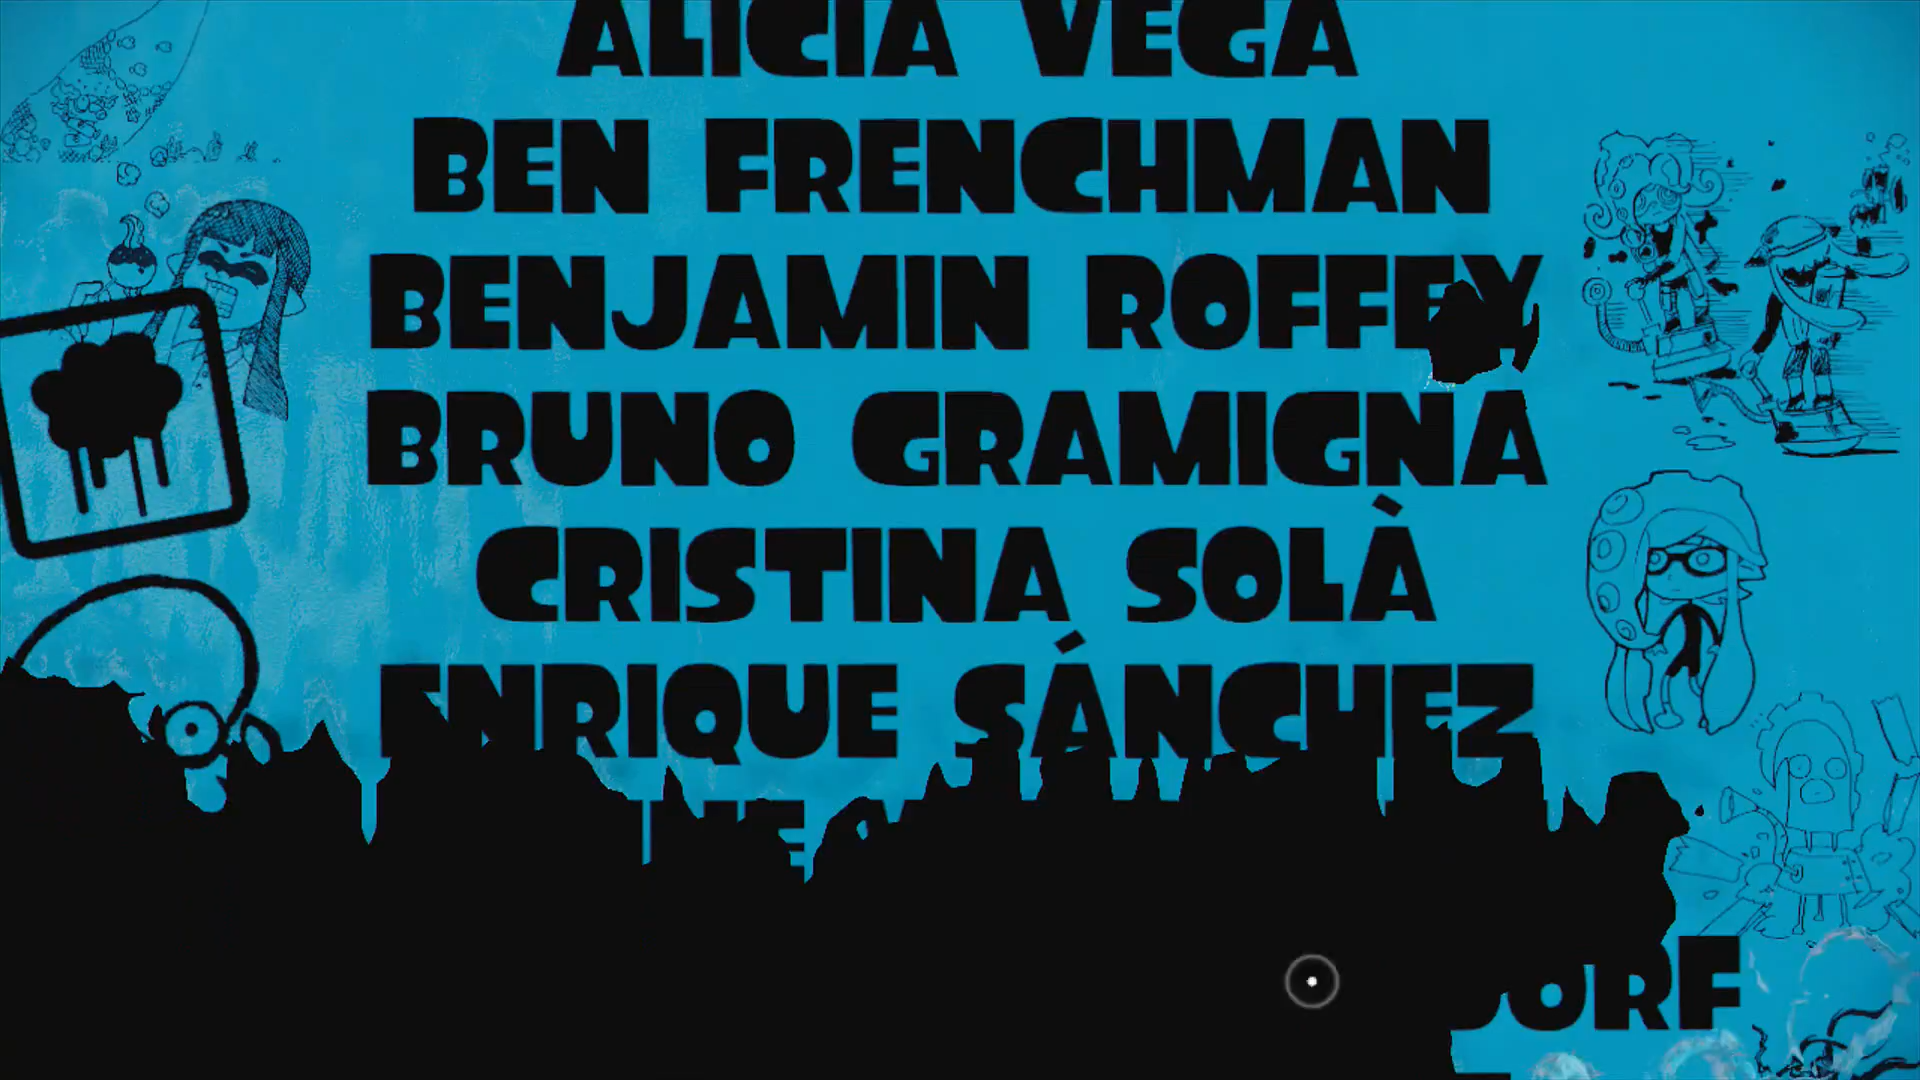 ALICIA VEGA
BEN FRENCHMAN
BENJAMIN ROFFEY
BRUNO GRAMIGNA
CRISTINA SOLÀ
ENRIQUE SÁNCHEZ